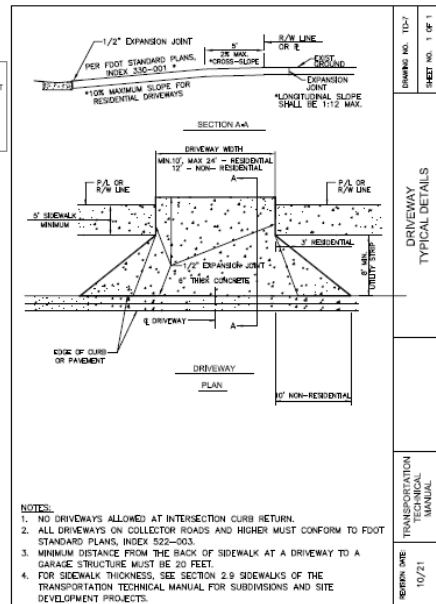 1/2" EXPANSION JOINT
PER FDOT STANDARD PLANS,
INDEX 330-001 *
*10% MAXIMUM SLOPE FOR
RESIDENTIAL DRIVEWAYS
5'
2% MAX.
*CROSS-SLOPE
R/W LINE
OR P/L
EXIST.
GROUND
EXPANSION
JOINT
*LONGITUDINAL SLOPE
SHALL BE 1:12 MAX.
SECTION A-A
DRIVEWAY WIDTH
MIN.10', MAX 24' - RESIDENTIAL
12' - NON- RESIDENTIAL
A
P/L OR
R/W LINE
P/L OR
R/W LINE
5' SIDEWALK
MINIMUM
3' RESIDENTIAL
8' MIN.
UTILITY STRIP
1/2" EXPANSION JOINT
6" THICK CONCRETE
℄ DRIVEWAY
A
EDGE OF CURB
OR PAVEMENT
DRIVEWAY
PLAN
10' NON-RESIDENTIAL
NOTES:
1. NO DRIVEWAYS ALLOWED AT INTERSECTION CURB RETURN.
2. ALL DRIVEWAYS ON COLLECTOR ROADS AND HIGHER MUST CONFORM TO FDOT
STANDARD PLANS, INDEX 522-003.
3. MINIMUM DISTANCE FROM THE BACK OF SIDEWALK AT A DRIVEWAY TO A
GARAGE STRUCTURE MUST BE 20 FEET.
4. FOR SIDEWALK THICKNESS, SEE SECTION 2.9 SIDEWALKS OF THE
TRANSPORTATION TECHNICAL MANUAL FOR SUBDIVISIONS AND SITE
DEVELOPMENT PROJECTS.
DRAWING NO. TD-7
SHEET NO. 1 OF 1
DRIVEWAY
TYPICAL DETAILS
TRANSPORTATION
TECHNICAL
MANUAL
REVISION DATE:
10/21